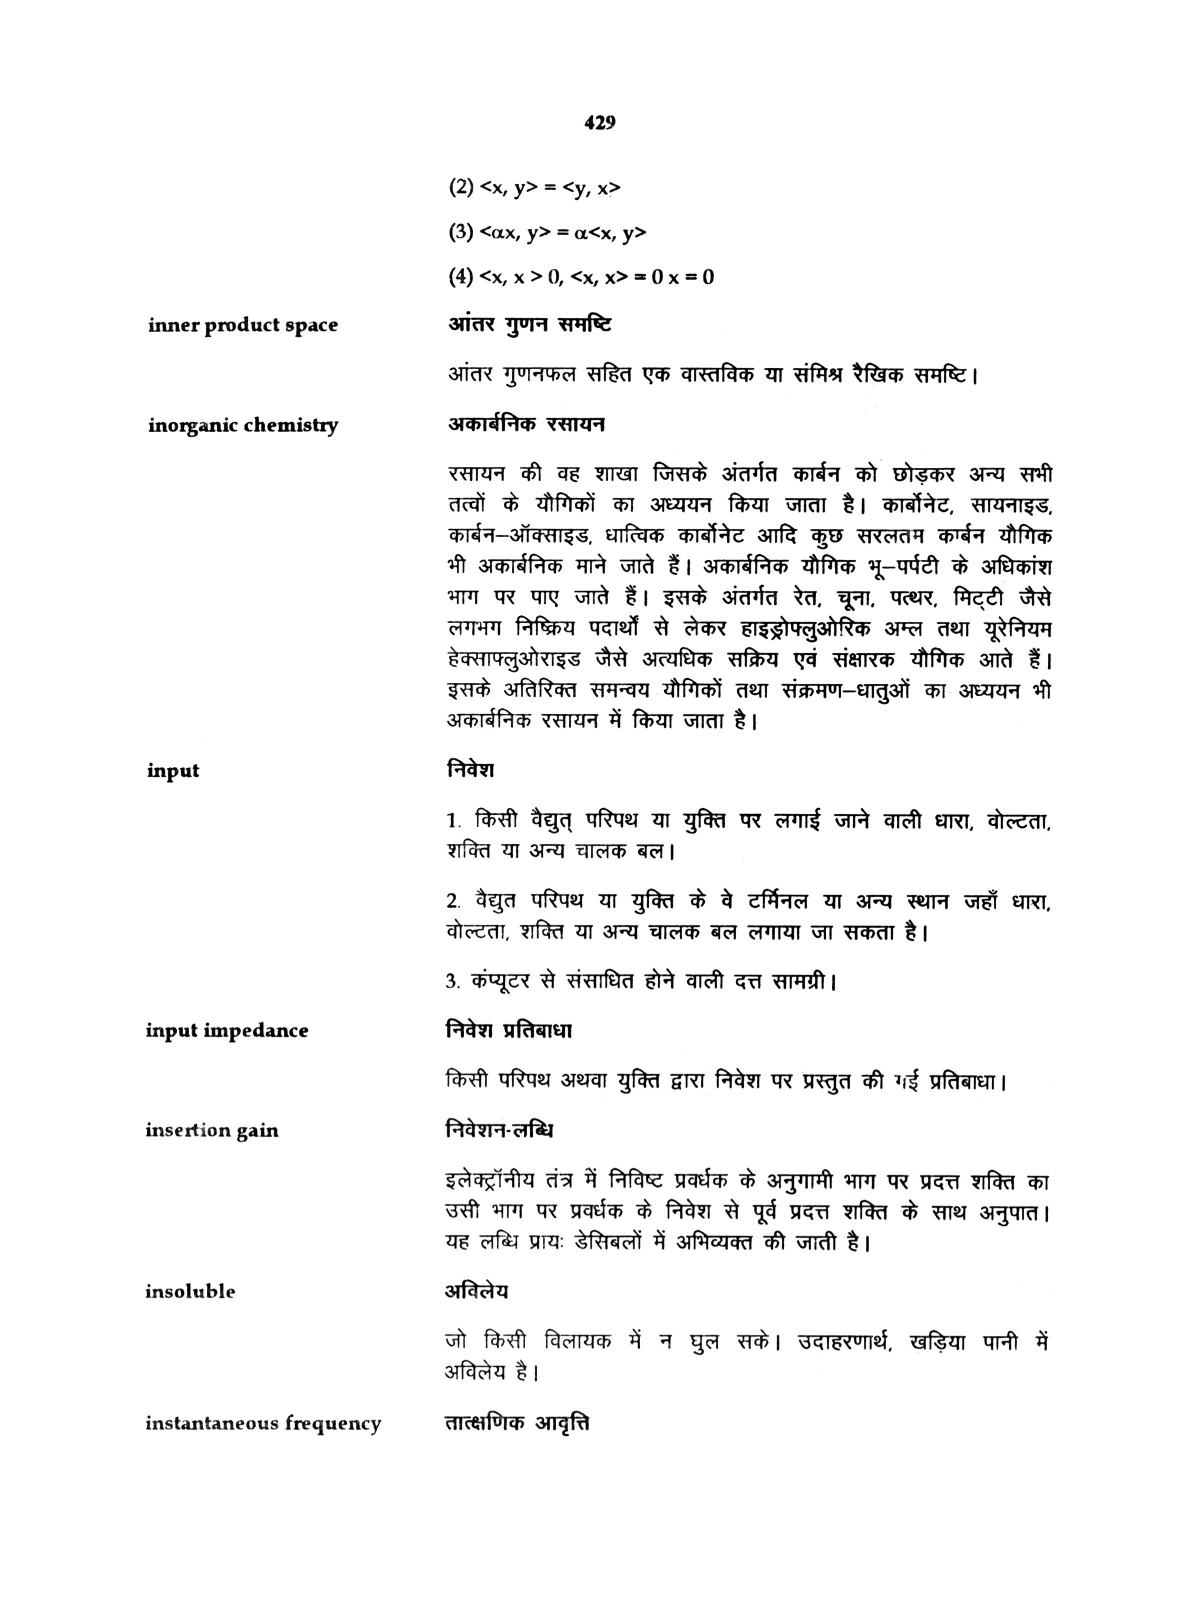 429
(2) <x, y> = <y, x>
(3) <αx, y> = α<x, y>
(4) <x, x > 0, <x, x> = 0 x = 0
inner product space आंतर गुणन समष्टि
आंतर गुणनफल सहित एक वास्तविक या संमिश्र रैखिक समष्टि।
inorganic chemistry अकार्बनिक रसायन
रसायन की वह शाखा जिसके अंतर्गत कार्बन को छोड़कर अन्य सभी
तत्वों के यौगिकों का अध्ययन किया जाता है। कार्बोनेट, सायनाइड,
कार्बन–ऑक्साइड, धात्विक कार्बोनेट आदि कुछ सरलतम कार्बन यौगिक
भी अकार्बनिक माने जाते हैं। अकार्बनिक यौगिक भू–पर्पटी के अधिकांश
भाग पर पाए जाते हैं। इसके अंतर्गत रेत, चूना, पत्थर, मिट्टी जैसे
लगभग निष्क्रिय पदार्थों से लेकर हाइड्रोफ्लुओरिक अम्ल तथा यूरेनियम
हेक्साफ्लुओराइड जैसे अत्यधिक सक्रिय एवं संक्षारक यौगिक आते हैं।
इसके अतिरिक्त समन्वय यौगिकों तथा संक्रमण–धातुओं का अध्ययन भी
अकार्बनिक रसायन में किया जाता है।
input निवेश
1. किसी वैद्युत् परिपथ या युक्ति पर लगाई जाने वाली धारा, वोल्टता,
शक्ति या अन्य चालक बल।
2. वैद्युत परिपथ या युक्ति के वे टर्मिनल या अन्य स्थान जहाँ धारा,
वोल्टता, शक्ति या अन्य चालक बल लगाया जा सकता है।
3. कंप्यूटर से संसाधित होने वाली दत्त सामग्री।
input impedance निवेश प्रतिबाधा
किसी परिपथ अथवा युक्ति द्वारा निवेश पर प्रस्तुत की गई प्रतिबाधा।
insertion gain निवेशन-लब्धि
इलेक्ट्रॉनीय तंत्र में निविष्ट प्रवर्धक के अनुगामी भाग पर प्रदत्त शक्ति का
उसी भाग पर प्रवर्धक के निवेश से पूर्व प्रदत्त शक्ति के साथ अनुपात।
यह लब्धि प्रायः डेसिबलों में अभिव्यक्त की जाती है।
insoluble अविलेय
जो किसी विलायक में न घुल सके। उदाहरणार्थ, खड़िया पानी में
अविलेय है।
instantaneous frequency तात्क्षणिक आवृत्ति